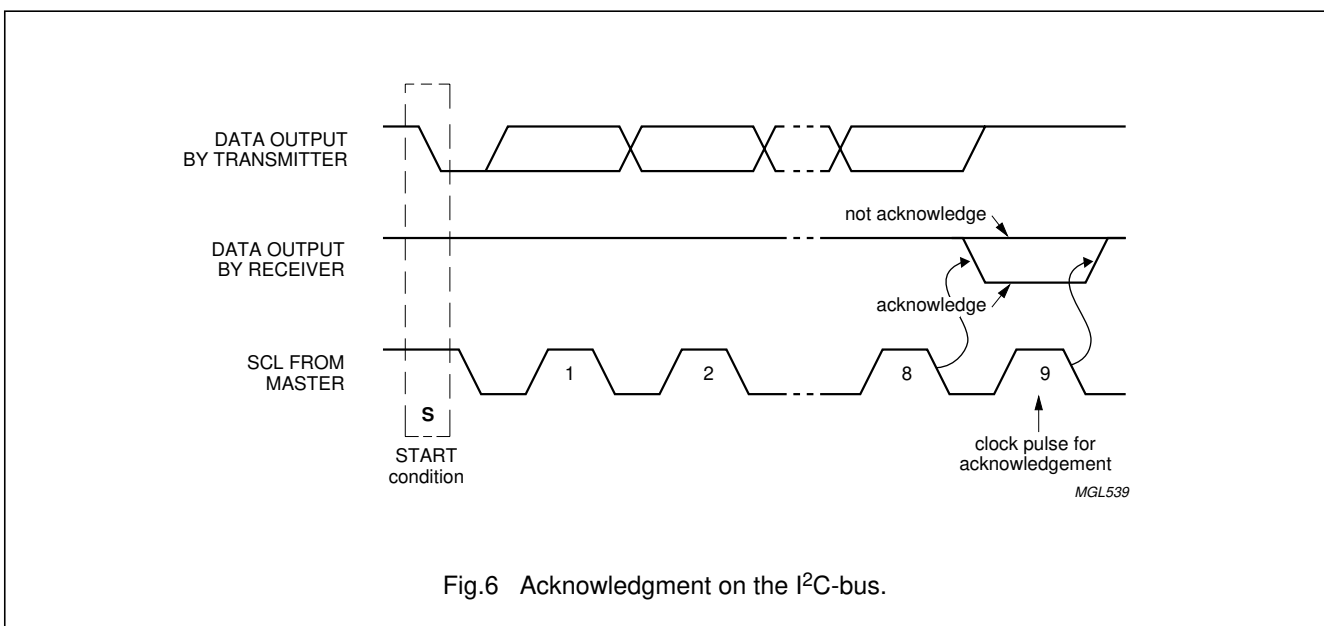 DATA OUTPUT
BY TRANSMITTER
not acknowledge
DATA OUTPUT
BY RECEIVER
acknowledge
SCL FROM
MASTER
1
2
8
9
S
START
condition
clock pulse for
acknowledgement
MGL539
Fig.6 Acknowledgment on the I²C-bus.